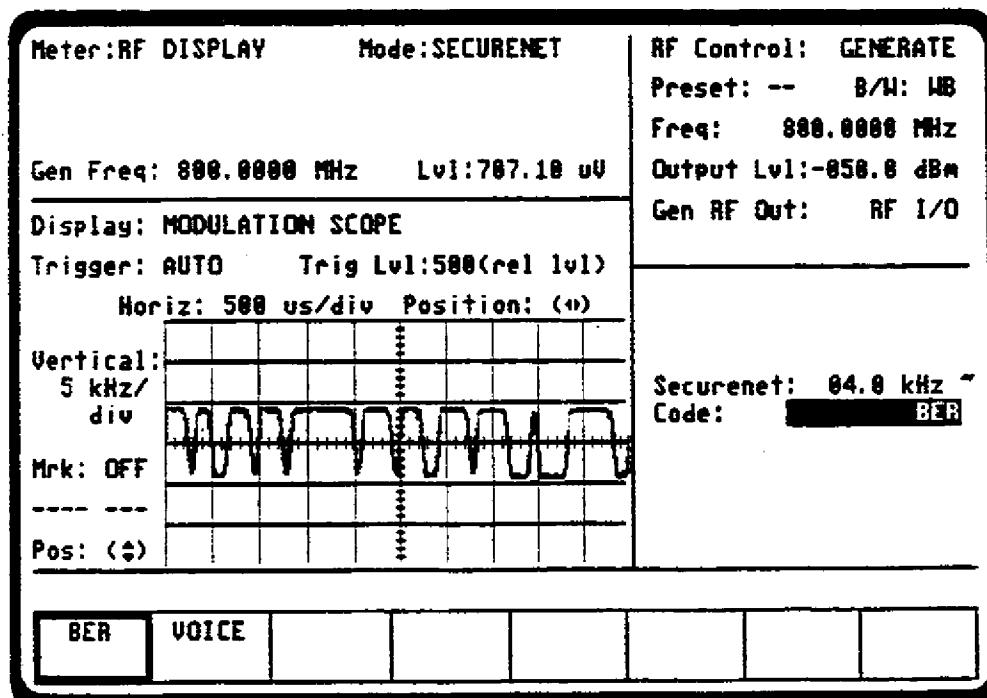 Meter:RF DISPLAY Mode:SECURENET
Gen Freq: 800.0000 MHz Lvl:707.10 uV
Display: MODULATION SCOPE
Trigger: AUTO Trig Lvl:500(rel lvl)
Horiz: 500 us/div Position: (◂▸)
Vertical:
5 kHz/
div
Mrk: OFF
---- ---
Pos: (▴▾)
RF Control: GENERATE
Preset: -- B/W: WB
Freq: 800.0000 MHz
Output Lvl:-050.0 dBm
Gen RF Out: RF I/O
Securenet: 04.0 kHz ~
Code: BER
BER VOICE